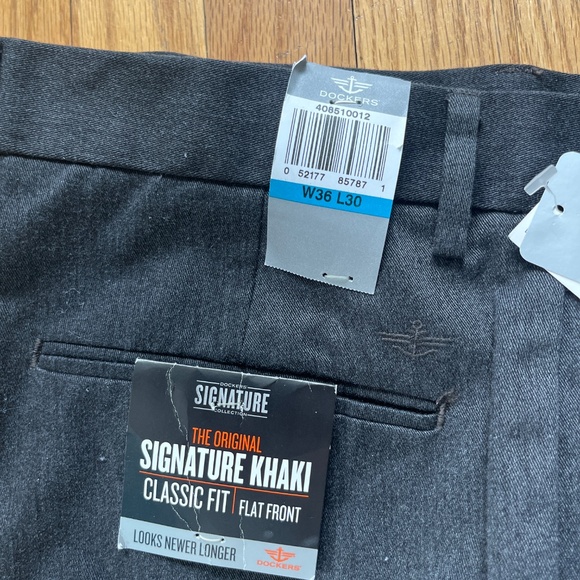 DOCKERS
408510012
0 52177 85787 1
W36 L30
DOCKERS
SIGNATURE
COLLECTION
THE ORIGINAL
SIGNATURE KHAKI
CLASSIC FIT | FLAT FRONT
LOOKS NEWER LONGER
DOCKERS